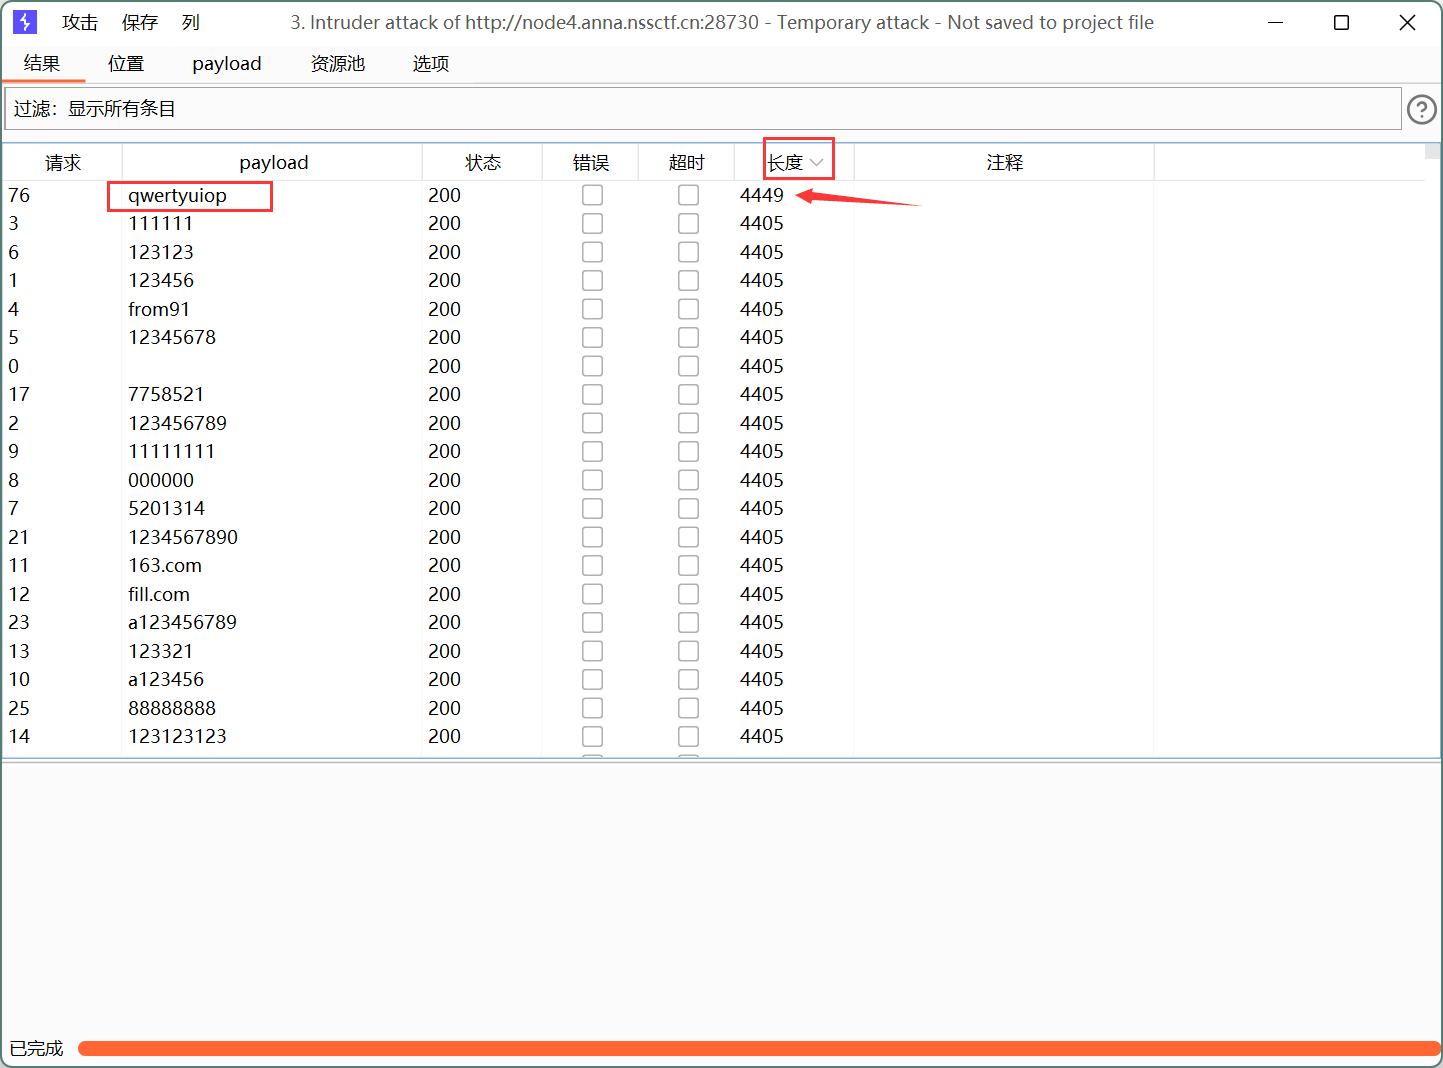 攻击 保存 列 3. Intruder attack of http://node4.anna.nssctf.cn:28730 - Temporary attack - Not saved to project file
结果 位置 payload 资源池 选项
过滤：显示所有条目
请求 payload 状态 错误 超时 长度 注释
76 qwertyuiop 200 4449
3 111111 200 4405
6 123123 200 4405
1 123456 200 4405
4 from91 200 4405
5 12345678 200 4405
0 200 4405
17 7758521 200 4405
2 123456789 200 4405
9 11111111 200 4405
8 000000 200 4405
7 5201314 200 4405
21 1234567890 200 4405
11 163.com 200 4405
12 fill.com 200 4405
23 a123456789 200 4405
13 123321 200 4405
10 a123456 200 4405
25 88888888 200 4405
14 123123123 200 4405
已完成